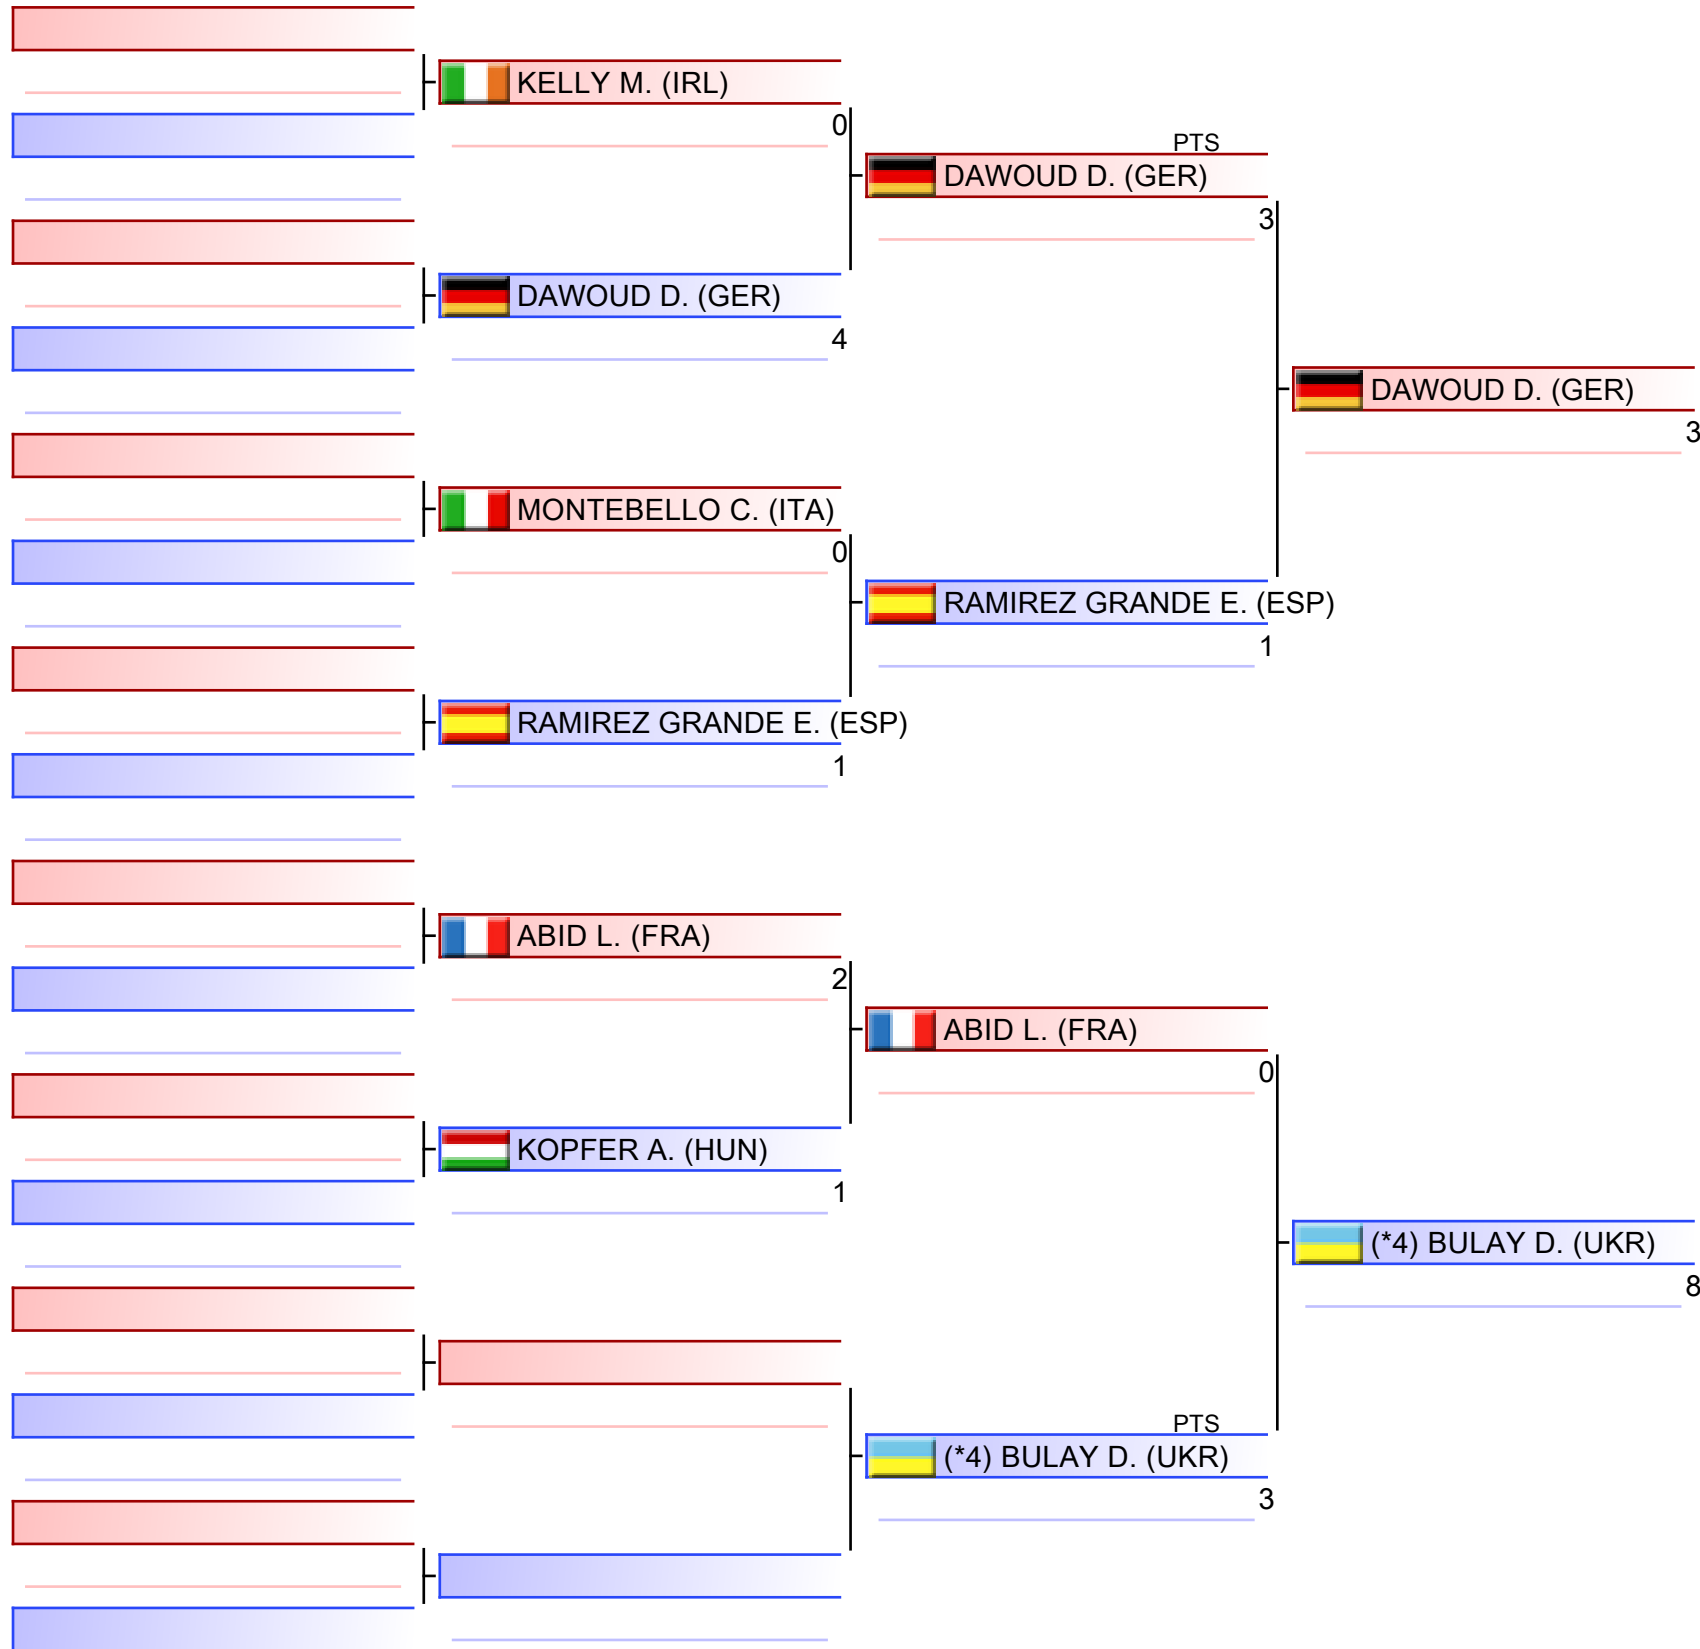 KELLY M. (IRL)
0
PTS
DAWOUD D. (GER)
3
DAWOUD D. (GER)
4
DAWOUD D. (GER)
3
MONTEBELLO C. (ITA)
0
RAMIREZ GRANDE E. (ESP)
1
RAMIREZ GRANDE E. (ESP)
1
ABID L. (FRA)
2
ABID L. (FRA)
0
KOPFER A. (HUN)
1
(*4) BULAY D. (UKR)
8
PTS
(*4) BULAY D. (UKR)
3